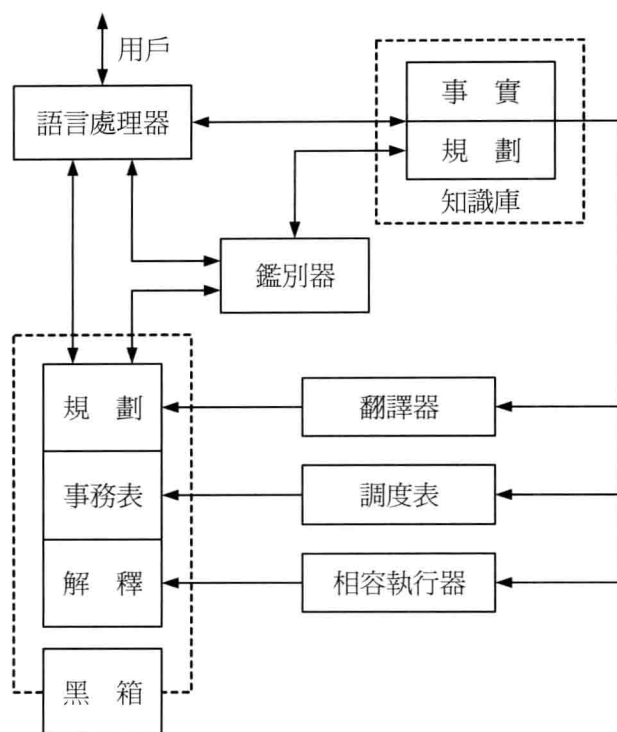 用戶
語言處理器
事 實
規 劃
知識庫
鑑別器
規 劃
翻譯器
事務表
調度表
解 釋
相容執行器
黑 箱